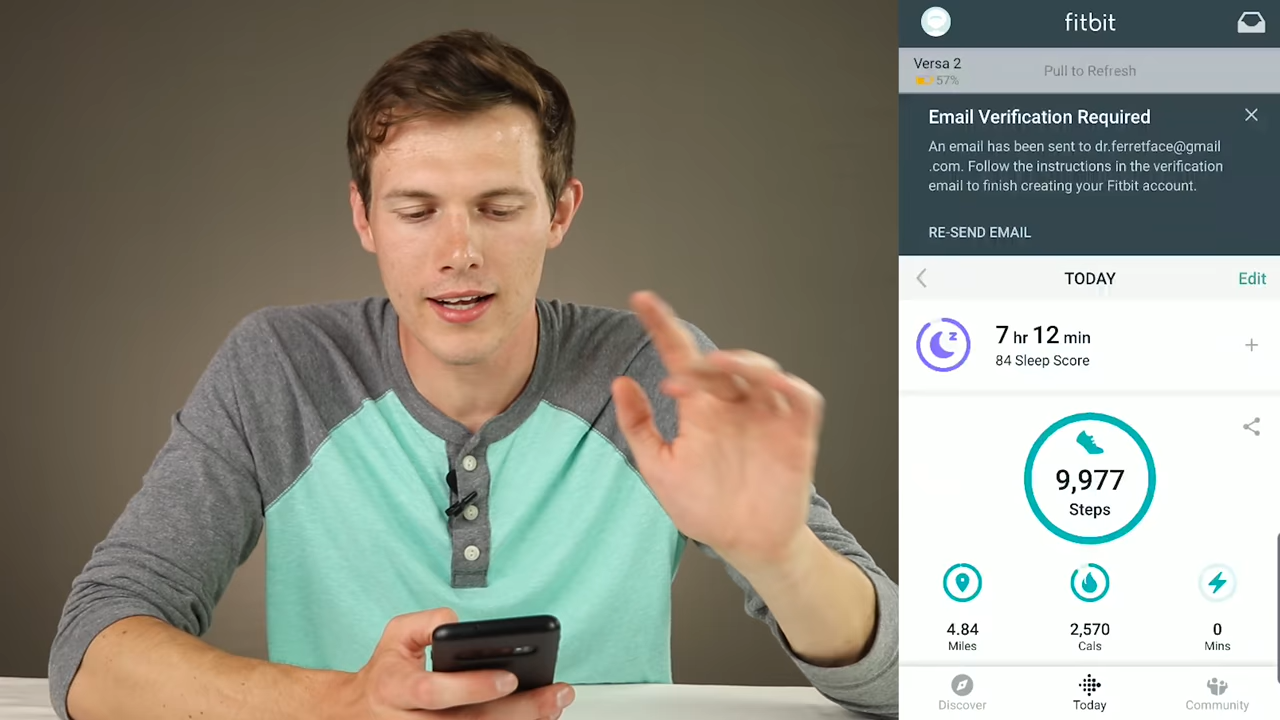 fitbit
Versa 2
57%
Pull to Refresh
Email Verification Required
An email has been sent to dr.ferretface@gmail
.com. Follow the instructions in the verification
email to finish creating your Fitbit account.
RE-SEND EMAIL
TODAY
Edit
7 hr 12 min
84 Sleep Score
9,977
Steps
4.84
Miles
2,570
Cals
0
Mins
Discover
Today
Community